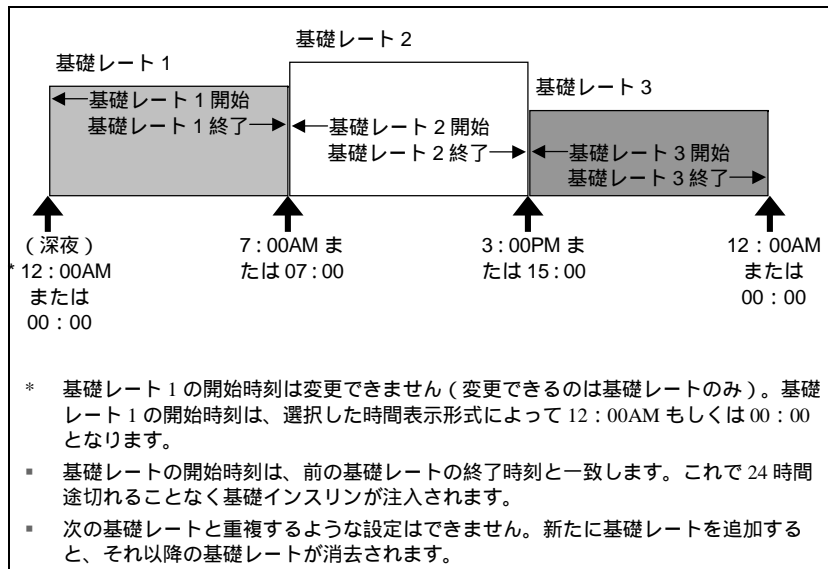 基礎レート 2
基礎レート 1
基礎レート 3
基礎レート 1 開始
基礎レート 2 開始
基礎レート 3 開始
基礎レート 1 終了
基礎レート 2 終了
基礎レート 3 終了
（深夜）
* 12：00AM
または
00：00
7：00AM ま
たは 07：00
3：00PM ま
たは 15：00
12：00AM
または
00：00
* 基礎レート 1 の開始時刻は変更できません（変更できるのは基礎レートのみ）。基礎
レート 1 の開始時刻は、選択した時間表示形式によって 12：00AM もしくは 00：00
となります。
▪ 基礎レートの開始時刻は、前の基礎レートの終了時刻と一致します。これで 24 時間
途切れることなく基礎インスリンが注入されます。
▪ 次の基礎レートと重複するような設定はできません。新たに基礎レートを追加する
と、それ以降の基礎レートが消去されます。